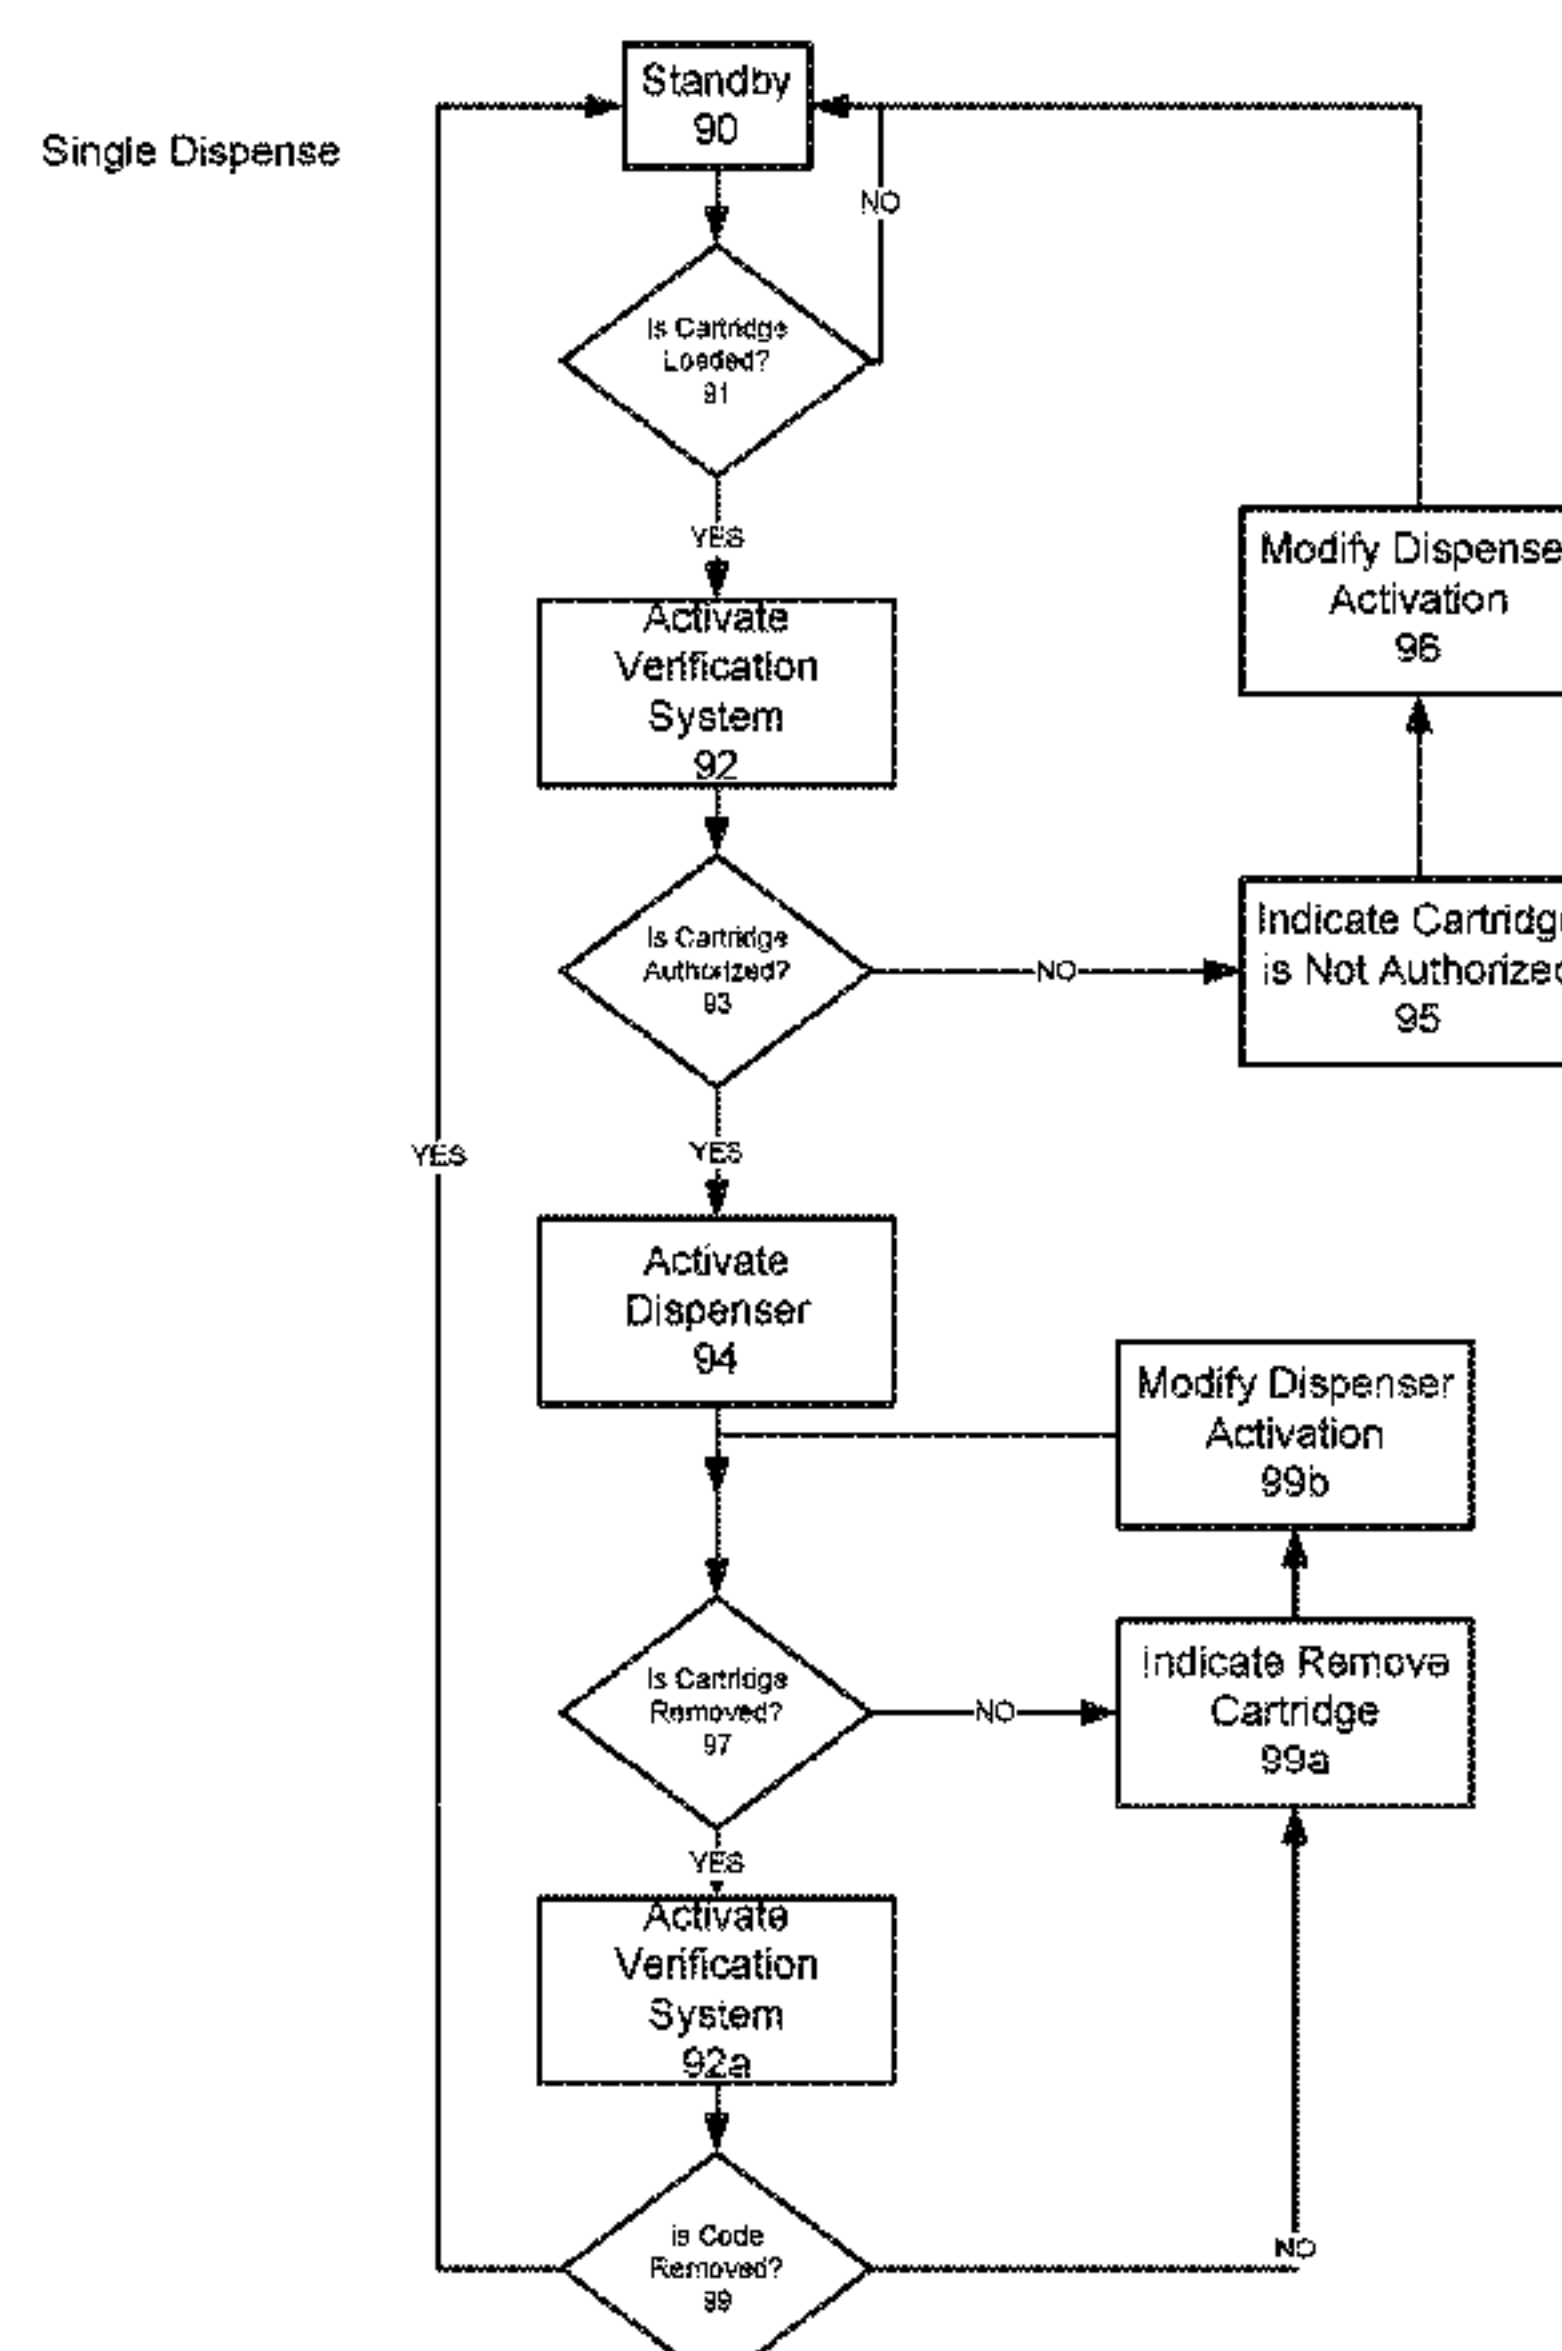 Single Dispense
Standby
90
NO
Is Cartridge
Loaded?
91
YES
Activate
Verification
System
92
Modify Dispense
Activation
96
Is Cartridge
Authorized?
93
NO
Indicate Cartridg
is Not Authorized
95
YES
YES
Activate
Dispenser
94
Modify Dispenser
Activation
99b
Is Cartridge
Removed?
97
NO
Indicate Remove
Cartridge
99a
YES
Activate
Verification
System
92a
is Code
Removed?
99
NO